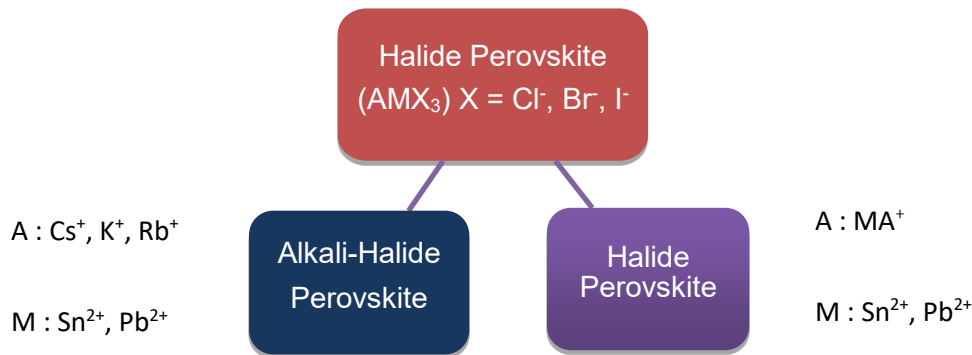 Halide Perovskite
(AMX₃) X = Cl⁻, Br⁻, I⁻
A : Cs⁺, K⁺, Rb⁺
M : Sn²⁺, Pb²⁺
Alkali-Halide
Perovskite
Halide
Perovskite
A : MA⁺
M : Sn²⁺, Pb²⁺